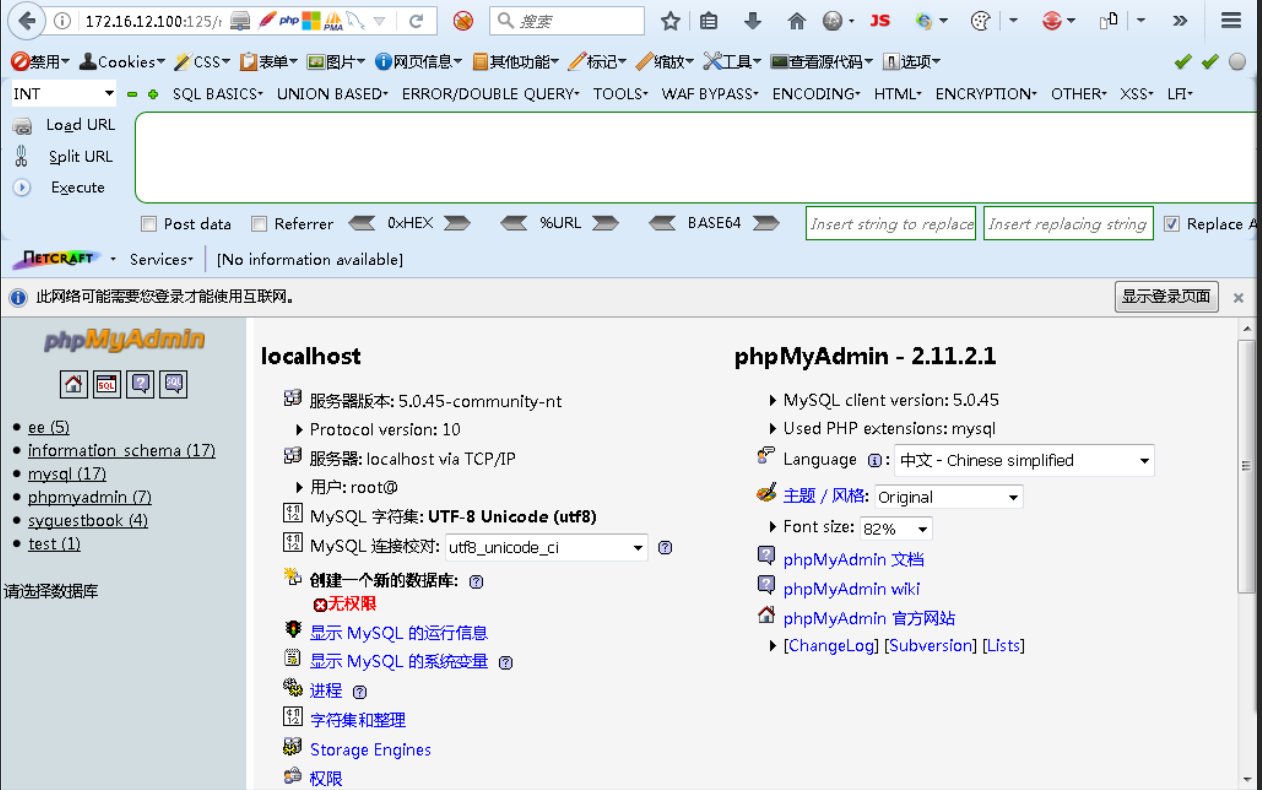 172.16.12.100:125/
php
PMA
搜索
JS
禁用 Cookies CSS 表单 图片 网页信息 其他功能 标记 缩放 工具 查看源代码 选项
INT SQL BASICS UNION BASED ERROR/DOUBLE QUERY TOOLS WAF BYPASS ENCODING HTML ENCRYPTION OTHER XSS LFI
Load URL
Split URL
Execute
Post data Referrer 0xHEX %URL BASE64 Insert string to replace Insert replacing string Replace A
NETCRAFT Services [No information available]
此网络可能需要您登录才能使用互联网。 显示登录页面
phpMyAdmin
SQL
SQL
ee (5)
information_schema (17)
mysql (17)
phpmyadmin (7)
syguestbook (4)
test (1)
请选择数据库
localhost
服务器版本: 5.0.45-community-nt
Protocol version: 10
服务器: localhost via TCP/IP
用户: root@
MySQL 字符集: UTF-8 Unicode (utf8)
MySQL 连接校对: utf8_unicode_ci
创建一个新的数据库:
无权限
显示 MySQL 的运行信息
显示 MySQL 的系统变量
进程
字符集和整理
Storage Engines
权限
phpMyAdmin - 2.11.2.1
MySQL client version: 5.0.45
Used PHP extensions: mysql
Language : 中文 - Chinese simplified
主题 / 风格: Original
Font size: 82%
phpMyAdmin 文档
phpMyAdmin wiki
phpMyAdmin 官方网站
[ChangeLog] [Subversion] [Lists]